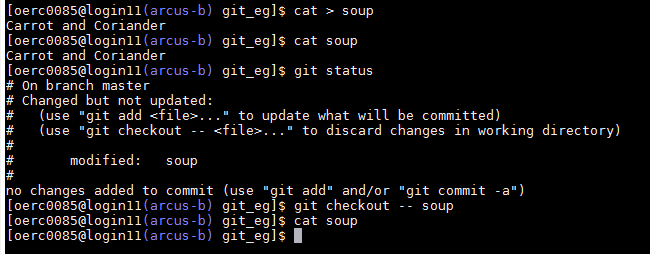 [oerc0085@login11(arcus-b) git_eg]$ cat > soup
Carrot and Coriander
[oerc0085@login11(arcus-b) git_eg]$ cat soup
Carrot and Coriander
[oerc0085@login11(arcus-b) git_eg]$ git status
# On branch master
# Changed but not updated:
#   (use "git add <file>..." to update what will be committed)
#   (use "git checkout -- <file>..." to discard changes in working directory)
#
#       modified:   soup
#
no changes added to commit (use "git add" and/or "git commit -a")
[oerc0085@login11(arcus-b) git_eg]$ git checkout -- soup
[oerc0085@login11(arcus-b) git_eg]$ cat soup
[oerc0085@login11(arcus-b) git_eg]$